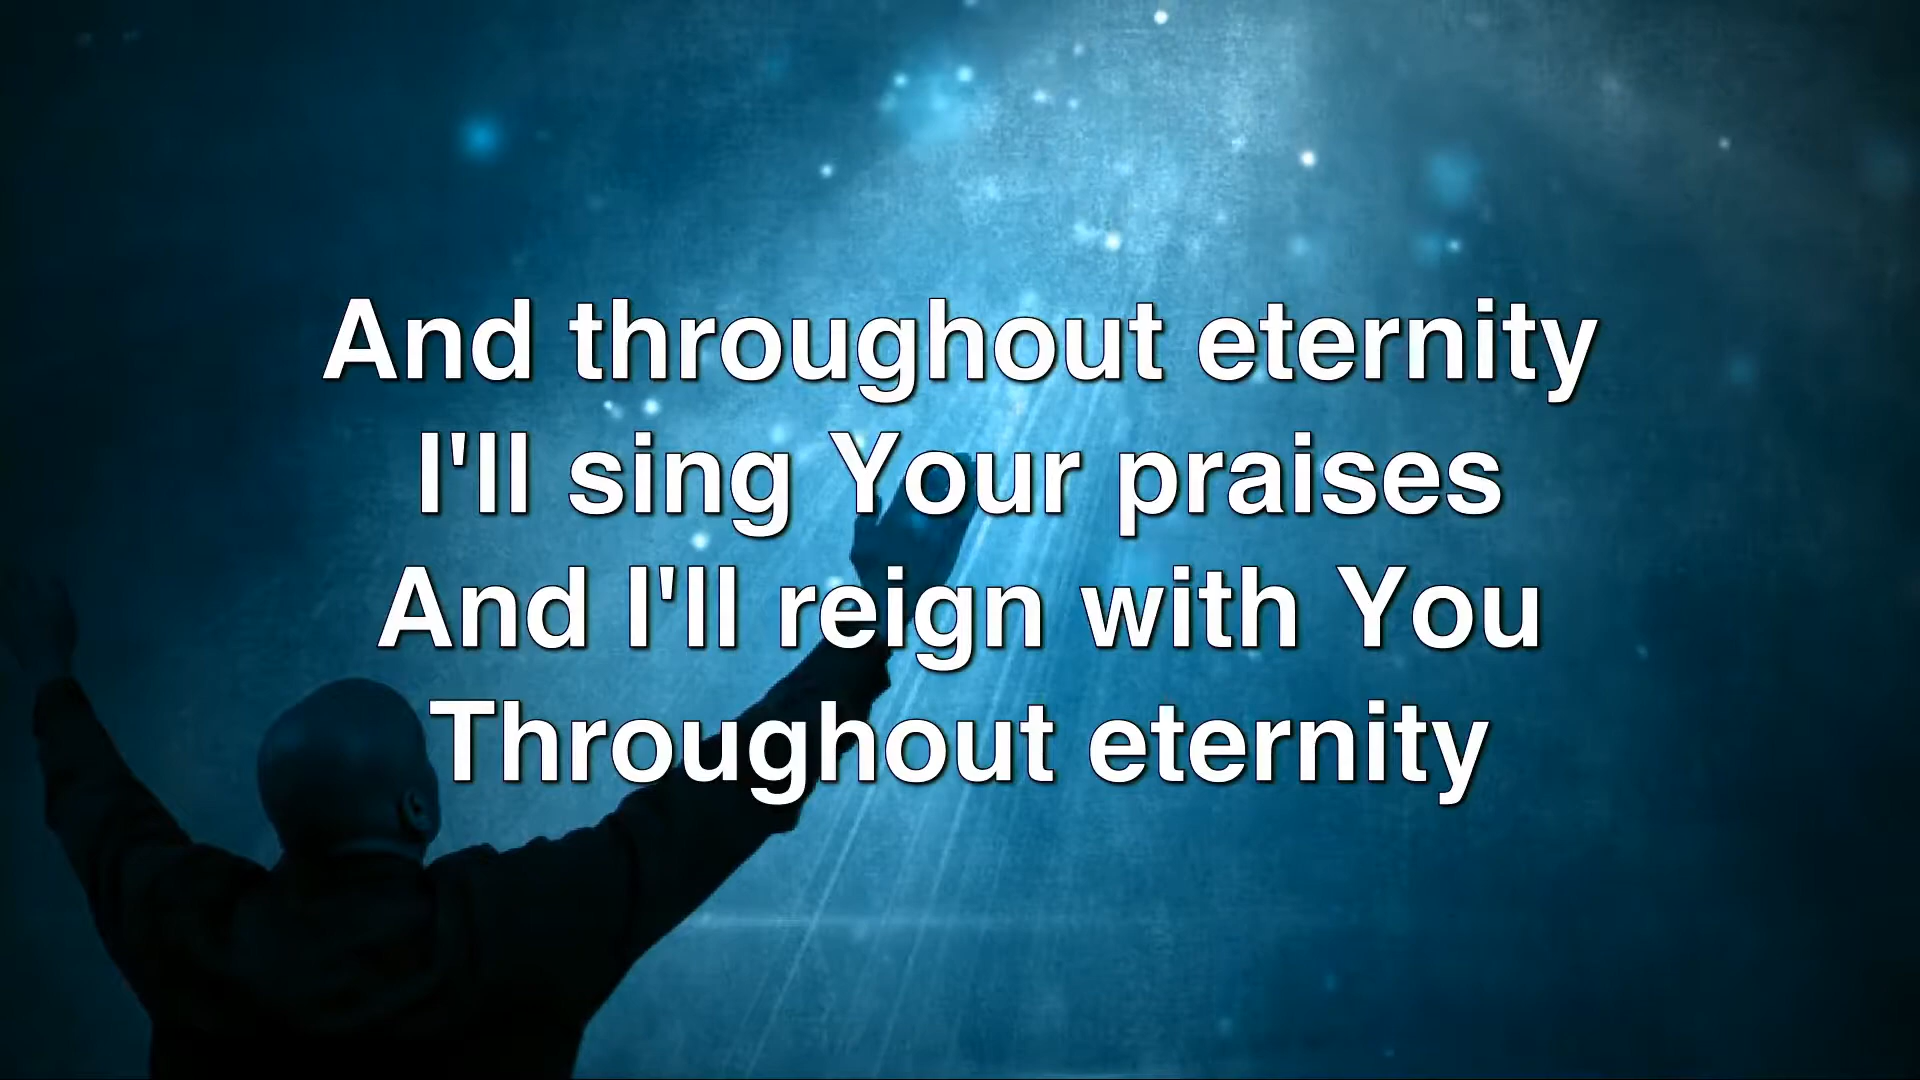 And throughout eternity
I'll sing Your praises
And I'll reign with You
Throughout eternity